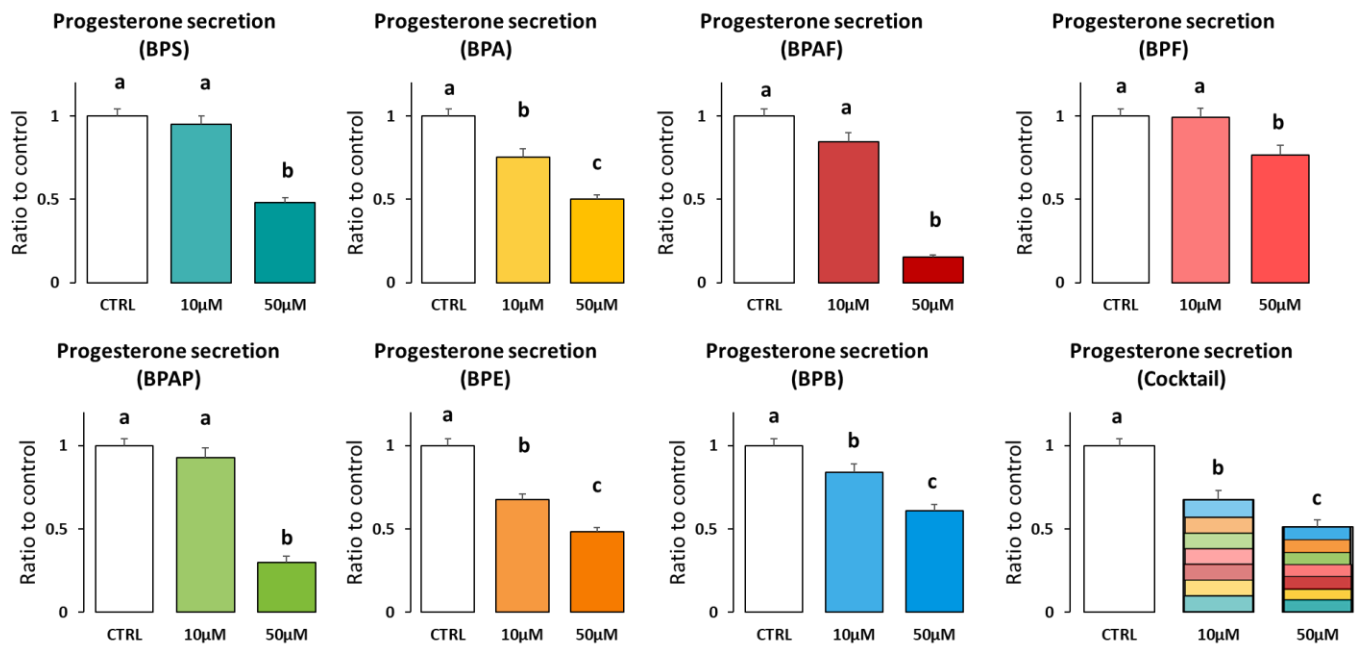 Progesterone secretion
(BPS)
Ratio to control
a
a
b
1
0.5
0
CTRL
10µM
50µM
Progesterone secretion
(BPA)
Ratio to control
a
b
c
1
0.5
0
CTRL
10µM
50µM
Progesterone secretion
(BPAF)
Ratio to control
a
a
b
1
0.5
0
CTRL
10µM
50µM
Progesterone secretion
(BPF)
Ratio to control
a
a
b
1
0.5
0
CTRL
10µM
50µM
Progesterone secretion
(BPAP)
Ratio to control
a
a
b
1
0.5
0
CTRL
10µM
50µM
Progesterone secretion
(BPE)
Ratio to control
a
b
c
1
0.5
0
CTRL
10µM
50µM
Progesterone secretion
(BPB)
Ratio to control
a
b
c
1
0.5
0
CTRL
10µM
50µM
Progesterone secretion
(Cocktail)
Ratio to control
a
b
c
1
0.5
0
CTRL
10µM
50µM